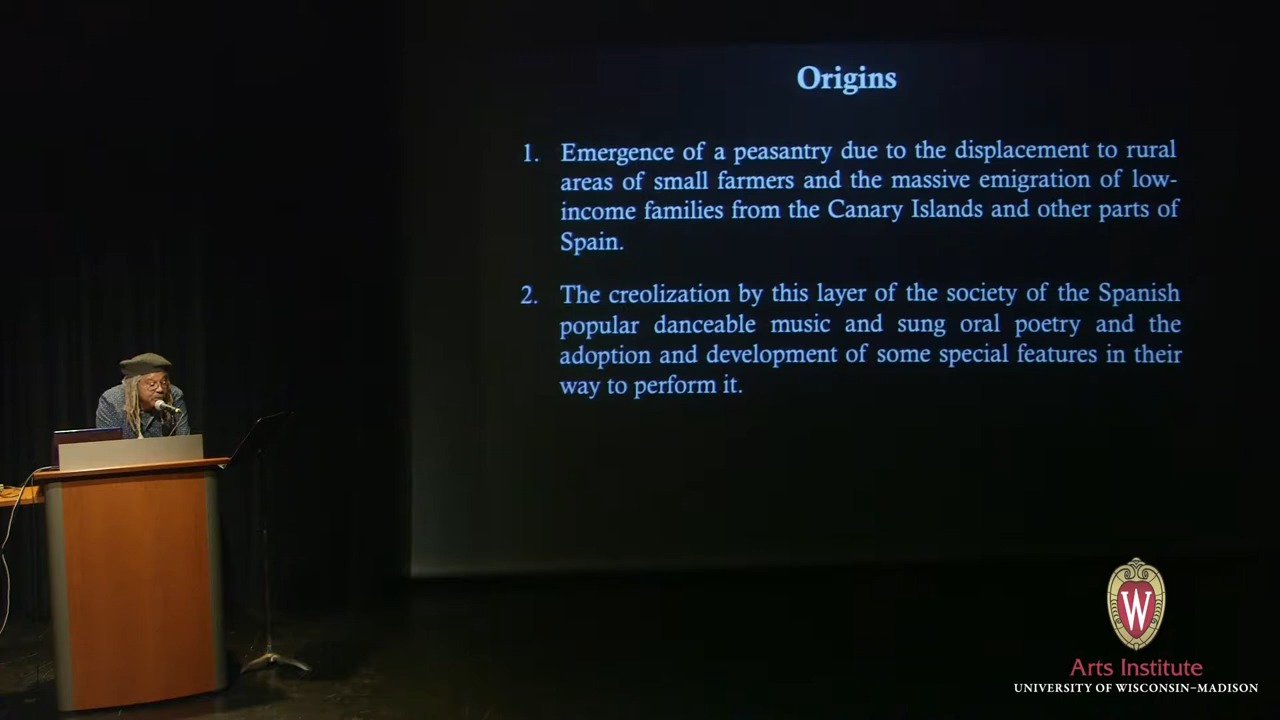 Origins
1. Emergence of a peasantry due to the displacement to rural
areas of small farmers and the massive emigration of low-
income families from the Canary Islands and other parts of
Spain.
2. The creolization by this layer of the society of the Spanish
popular danceable music and sung oral poetry and the
adoption and development of some special features in their
way to perform it.
W
Arts Institute
UNIVERSITY OF WISCONSIN–MADISON